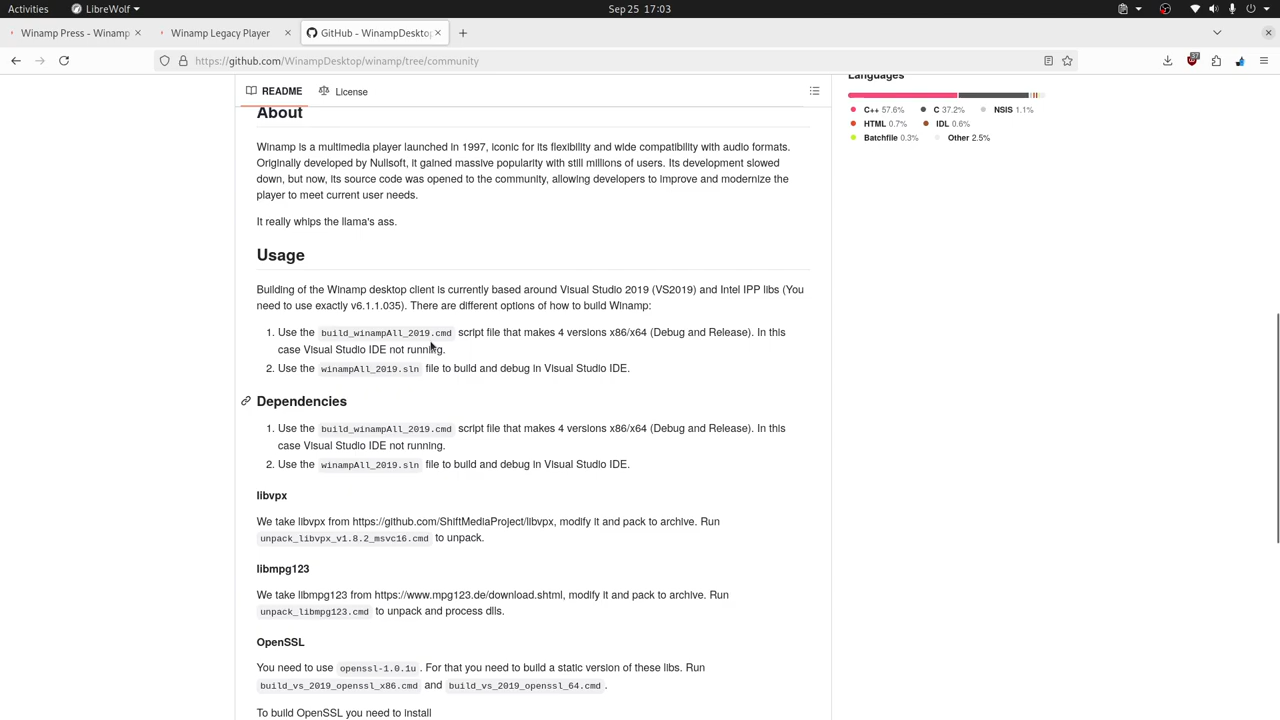 Activities
LibreWolf
Sep 25 17:03
Winamp Press - Winamp
Winamp Legacy Player
GitHub - WinampDeskto
https://github.com/WinampDesktop/winamp/tree/community
37
README
License
Languages
C++ 57.6%
C 37.2%
NSIS 1.1%
HTML 0.7%
IDL 0.6%
Batchfile 0.3%
Other 2.5%
About
Winamp is a multimedia player launched in 1997, iconic for its flexibility and wide compatibility with audio formats.
Originally developed by Nullsoft, it gained massive popularity with still millions of users. Its development slowed
down, but now, its source code was opened to the community, allowing developers to improve and modernize the
player to meet current user needs.
It really whips the llama's ass.
Usage
Building of the Winamp desktop client is currently based around Visual Studio 2019 (VS2019) and Intel IPP libs (You
need to use exactly v6.1.1.035). There are different options of how to build Winamp:
1. Use the build_winampAll_2019.cmd script file that makes 4 versions x86/x64 (Debug and Release). In this
case Visual Studio IDE not running.
2. Use the winampAll_2019.sln file to build and debug in Visual Studio IDE.
Dependencies
1. Use the build_winampAll_2019.cmd script file that makes 4 versions x86/x64 (Debug and Release). In this
case Visual Studio IDE not running.
2. Use the winampAll_2019.sln file to build and debug in Visual Studio IDE.
libvpx
We take libvpx from https://github.com/ShiftMediaProject/libvpx, modify it and pack to archive. Run
unpack_libvpx_v1.8.2_msvc16.cmd to unpack.
libmpg123
We take libmpg123 from https://www.mpg123.de/download.shtml, modify it and pack to archive. Run
unpack_libmpg123.cmd to unpack and process dlls.
OpenSSL
You need to use openssl-1.0.1u. For that you need to build a static version of these libs. Run
build_vs_2019_openssl_x86.cmd and build_vs_2019_openssl_64.cmd.
To build OpenSSL you need to install